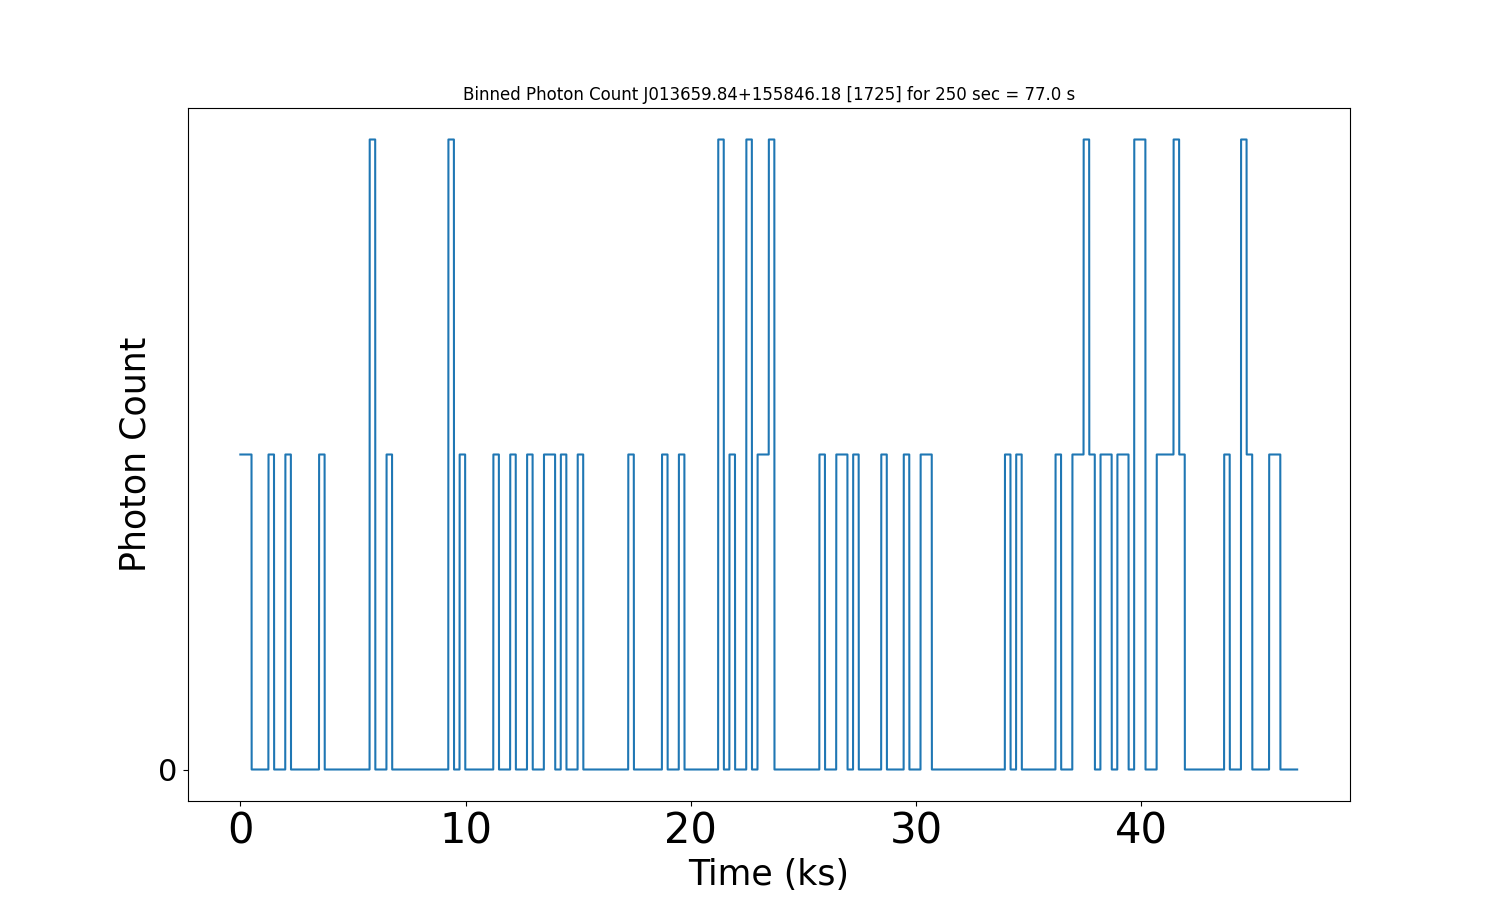 Binned Photon Count J013659.84+155846.18 [1725] for 250 sec = 77.0 s
Photon Count
0
0 10 20 30 40
Time (ks)